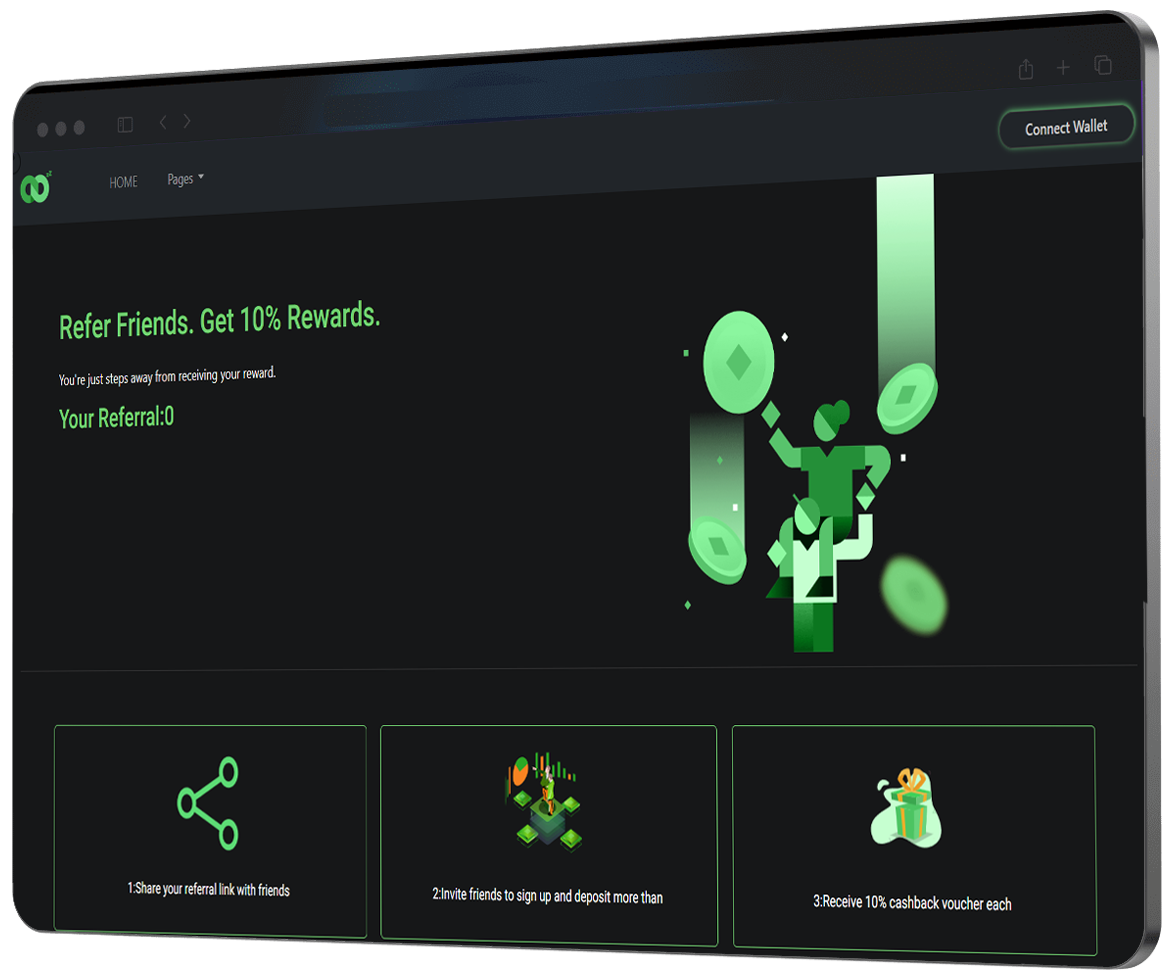 Connect Wallet
HOME
Pages
Refer Friends. Get 10% Rewards.
You're just steps away from receiving your reward.
Your Referral:0
1:Share your referral link with friends
2:Invite friends to sign up and deposit more than
3:Receive 10% cashback voucher each